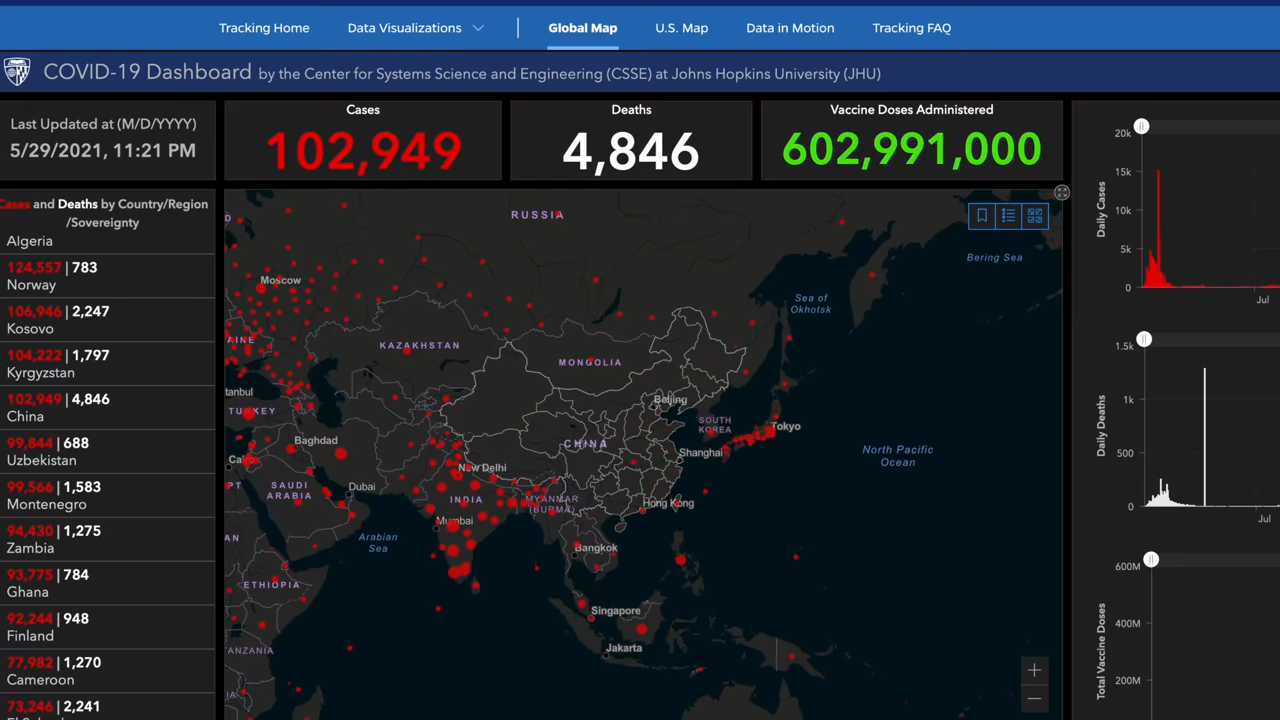 Tracking Home
Data Visualizations
Global Map
U.S. Map
Data in Motion
Tracking FAQ
COVID-19 Dashboard by the Center for Systems Science and Engineering (CSSE) at Johns Hopkins University (JHU)
Last Updated at (M/D/YYYY)
5/29/2021, 11:21 PM
Cases
102,949
Deaths
4,846
Vaccine Doses Administered
602,991,000
Cases and Deaths by Country/Region
/Sovereignty
Algeria
124,557 | 783
Norway
106,946 | 2,247
Kosovo
104,222 | 1,797
Kyrgyzstan
102,949 | 4,846
China
99,844 | 688
Uzbekistan
99,566 | 1,583
Montenegro
94,430 | 1,275
Zambia
93,775 | 784
Ghana
92,244 | 948
Finland
77,982 | 1,270
Cameroon
73,246 | 2,241
RUSSIA
Bering Sea
Moscow
Sea of
Okhotsk
AINE
KAZAKHSTAN
MONGOLIA
tanbul
TURKEY
Beijing
SOUTH
KOREA
Tokyo
Baghdad
CHINA
Shanghai
North Pacific
Ocean
Cai
New Delhi
PT
SAUDI
ARABIA
Dubai
INDIA
MYANMAR
(BURMA)
Hong Kong
Mumbai
AN
Arabian
Sea
Bangkok
ETHIOPIA
Singapore
ANZANIA
Jakarta
IA
+
−
Daily Cases
20k
15k
10k
5k
0
Jul
Daily Deaths
1.5k
1k
500
0
Jul
Total Vaccine Doses
600M
400M
200M